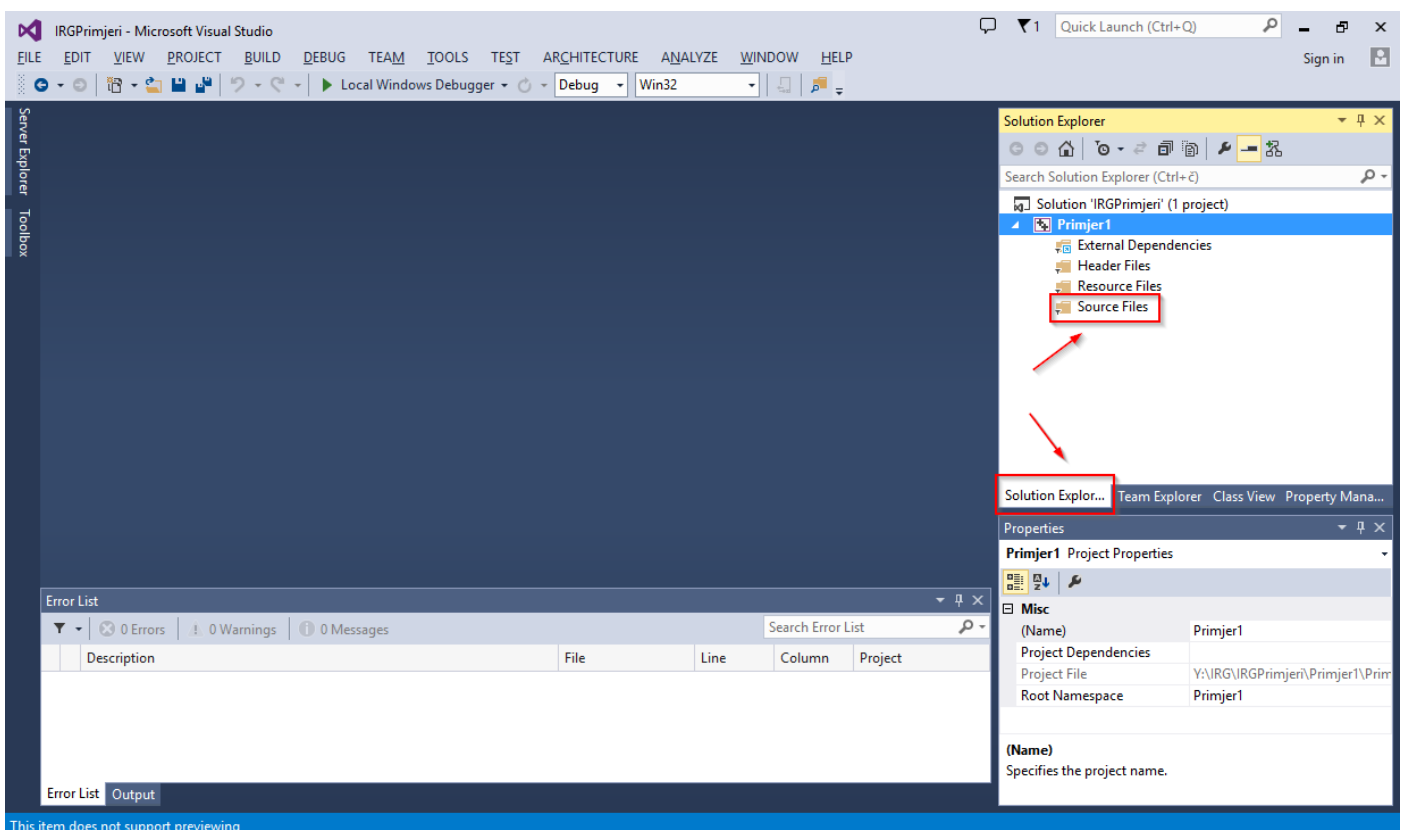 IRGPrimjeri - Microsoft Visual Studio
1
Quick Launch (Ctrl+Q)
FILE EDIT VIEW PROJECT BUILD DEBUG TEAM TOOLS TEST ARCHITECTURE ANALYZE WINDOW HELP
Sign in
Local Windows Debugger Debug Win32
Server Explorer
Toolbox
Solution Explorer
Search Solution Explorer (Ctrl+č)
Solution 'IRGPrimjeri' (1 project)
Primjer1
External Dependencies
Header Files
Resource Files
Source Files
Solution Explor... Team Explorer Class View Property Mana...
Properties
Primjer1 Project Properties
Misc
(Name) Primjer1
Project Dependencies
Project File Y:\IRG\IRGPrimjeri\Primjer1\Prim
Root Namespace Primjer1
(Name)
Specifies the project name.
Error List
0 Errors 0 Warnings 0 Messages
Search Error List
Description File Line Column Project
Error List Output
This item does not support previewing